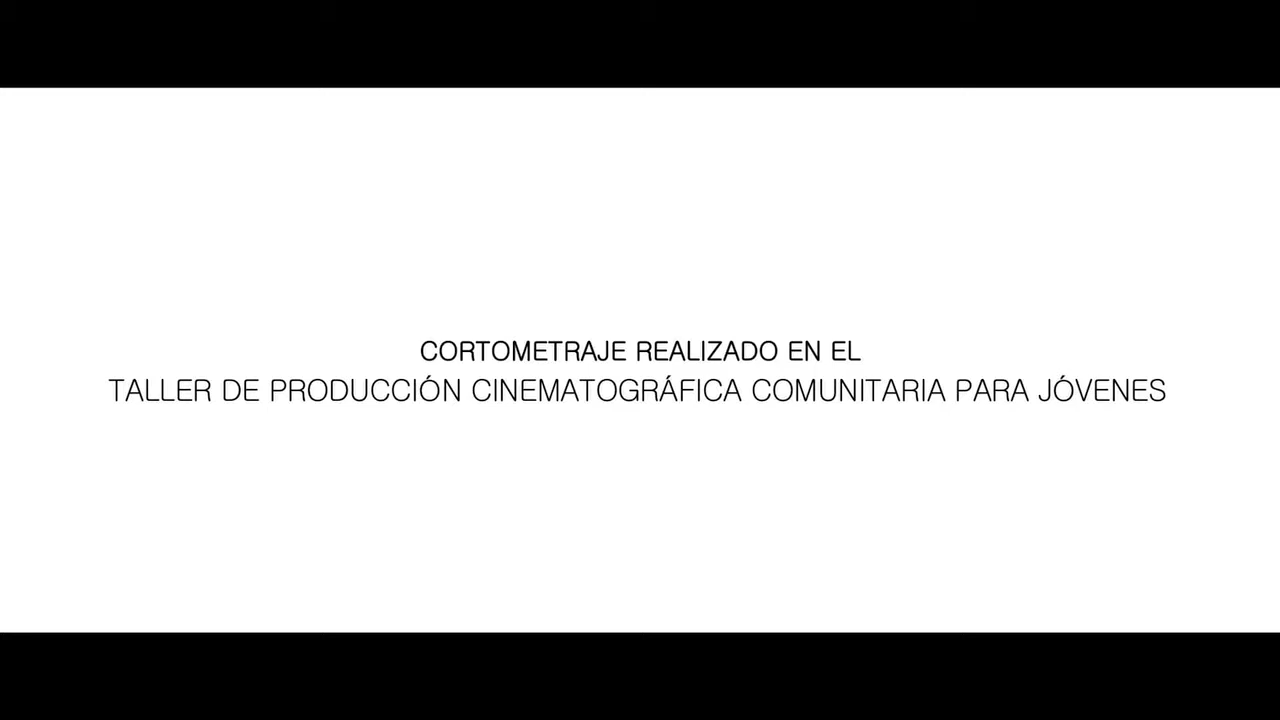 CORTOMETRAJE REALIZADO EN EL
TALLER DE PRODUCCIÓN CINEMATOGRÁFICA COMUNITARIA PARA JÓVENES